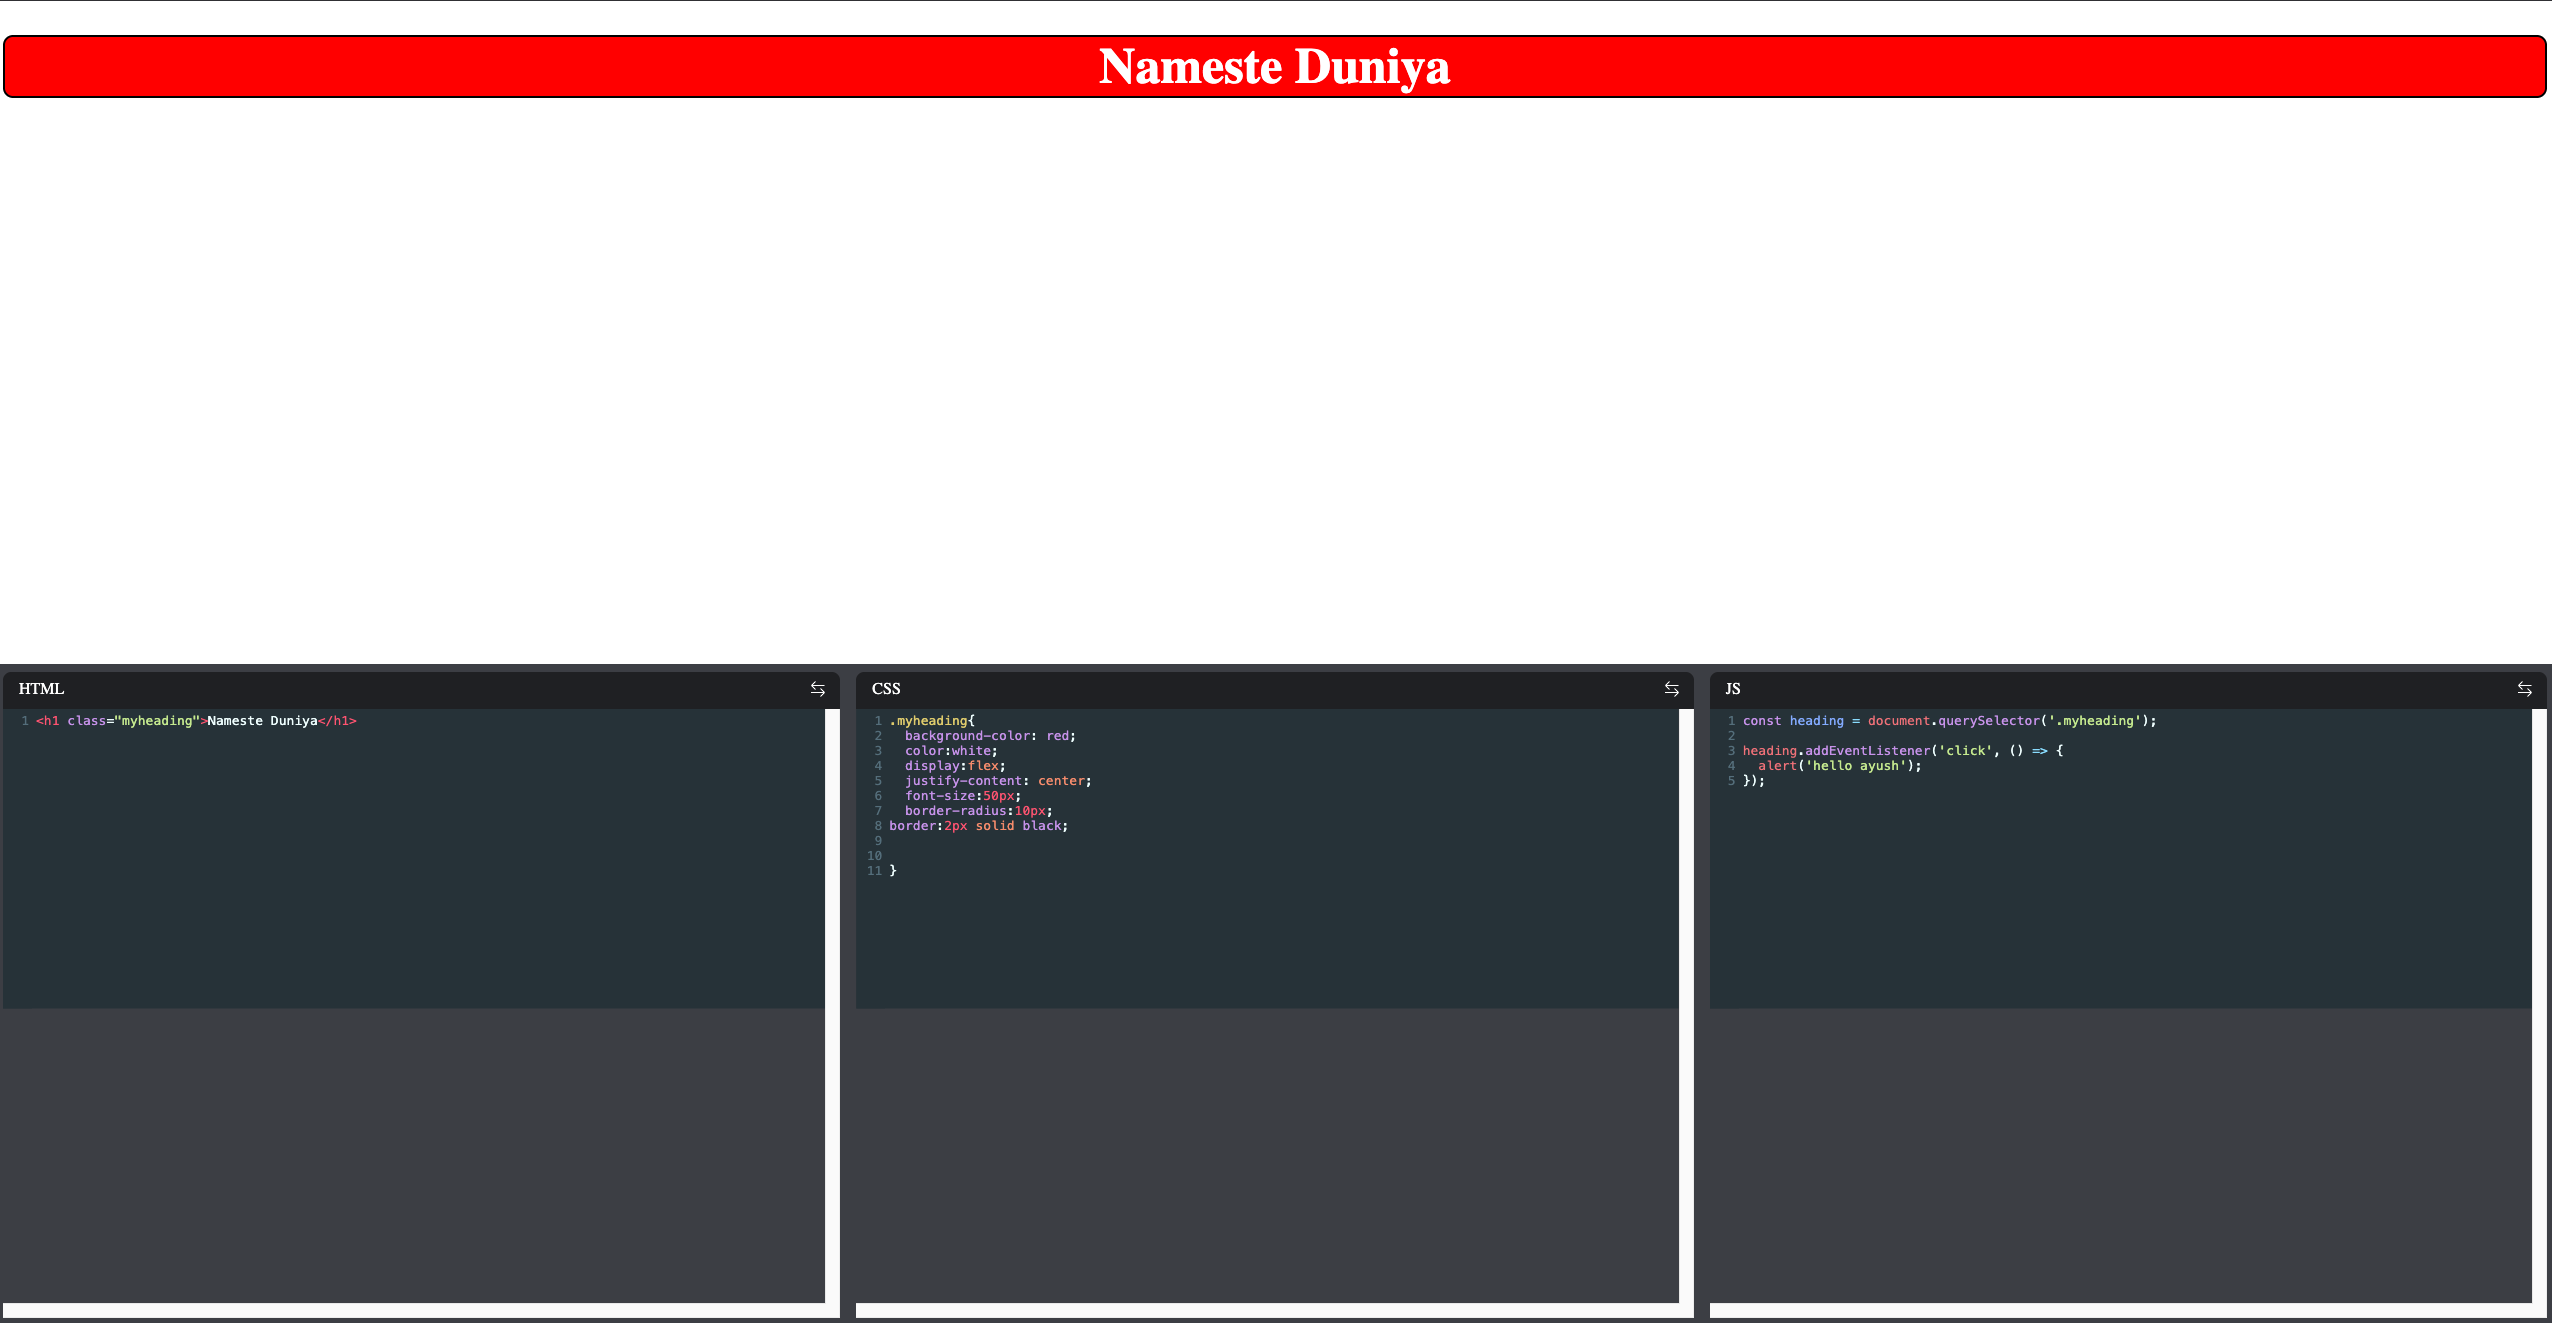 Nameste Duniya
HTML
1 <h1 class="myheading">Nameste Duniya</h1>
CSS
1 .myheading{
2 background-color: red;
3 color:white;
4 display:flex;
5 justify-content: center;
6 font-size:50px;
7 border-radius:10px;
8 border:2px solid black;
9
10
11 }
JS
1 const heading = document.querySelector('.myheading');
2
3 heading.addEventListener('click', () => {
4 alert('hello ayush');
5 });